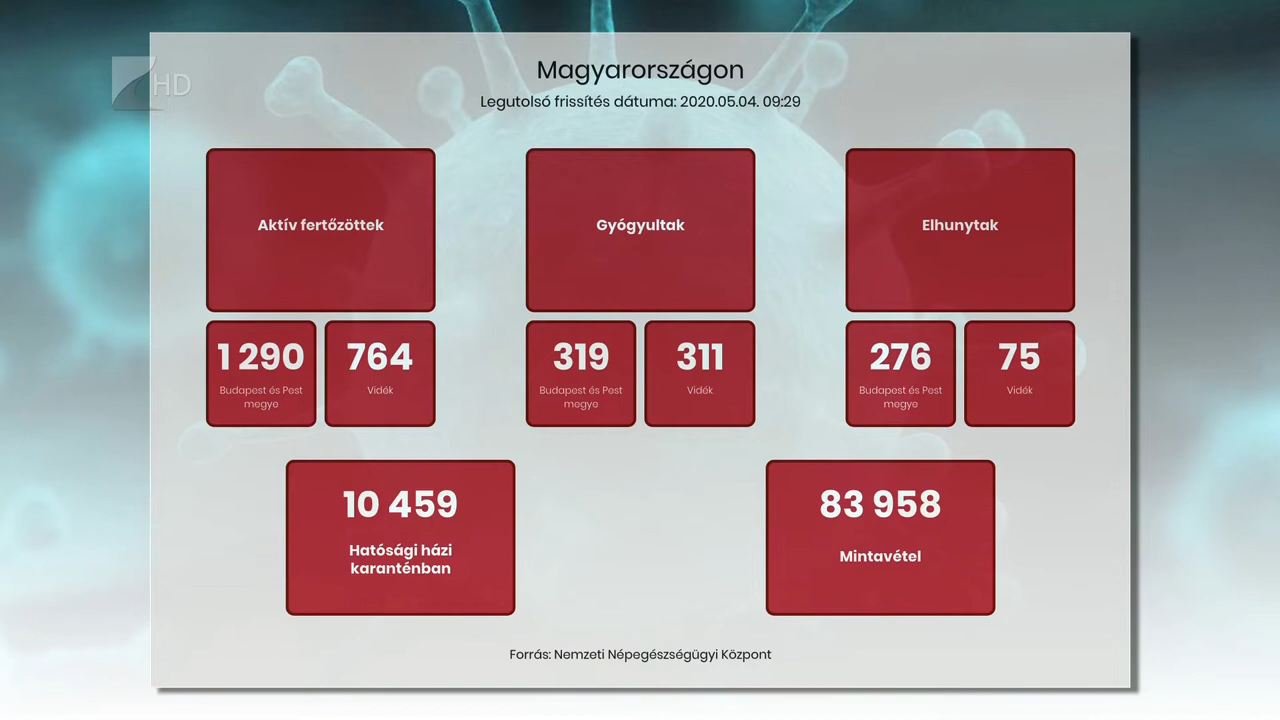 HD
Magyarországon
Legutolsó frissítés dátuma: 2020.05.04. 09:29
Aktív fertőzöttek
Gyógyultak
Elhunytak
1 290
Budapest és Pest
megye
764
Vidék
319
Budapest és Pest
megye
311
Vidék
276
Budapest és Pest
megye
75
Vidék
10 459
Hatósági házi
karanténban
83 958
Mintavétel
Forrás: Nemzeti Népegészségügyi Központ